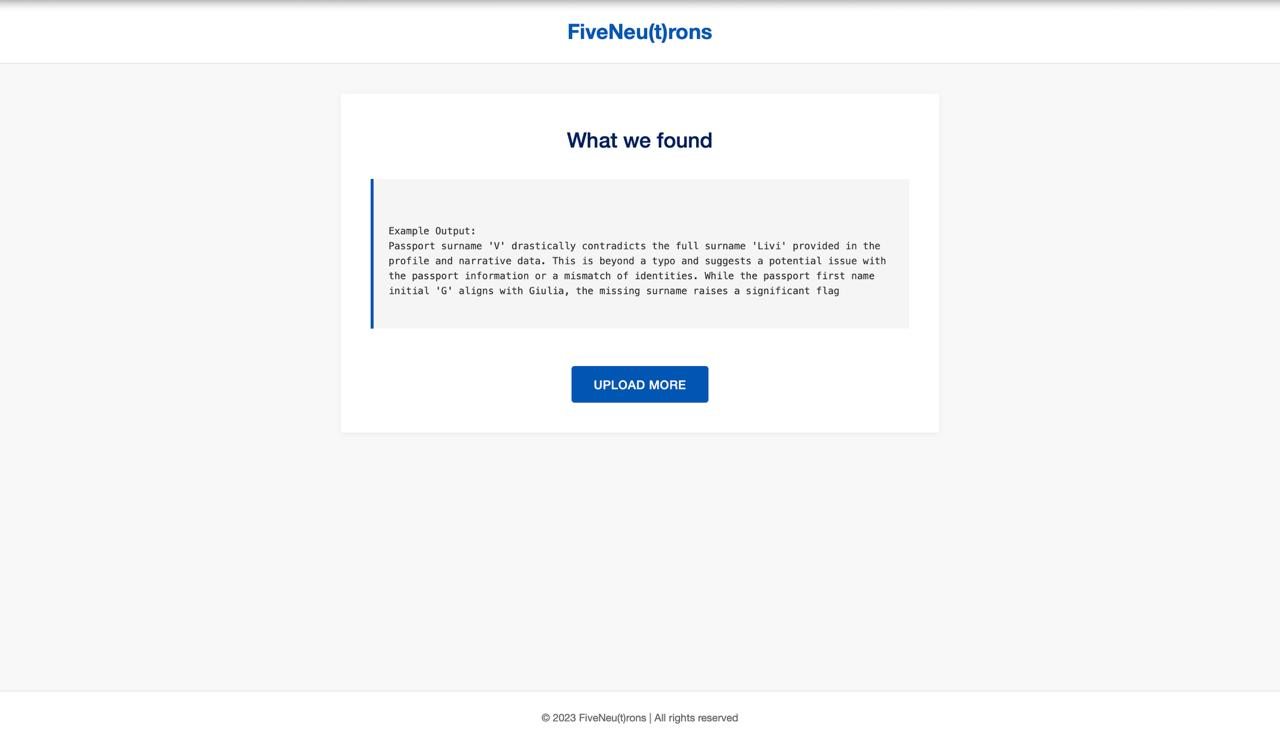 FiveNeu(t)rons
What we found
Example Output:
Passport surname 'V' drastically contradicts the full surname 'Livi' provided in the
profile and narrative data. This is beyond a typo and suggests a potential issue with
the passport information or a mismatch of identities. While the passport first name
initial 'G' aligns with Giulia, the missing surname raises a significant flag
UPLOAD MORE
© 2023 FiveNeu(t)rons | All rights reserved